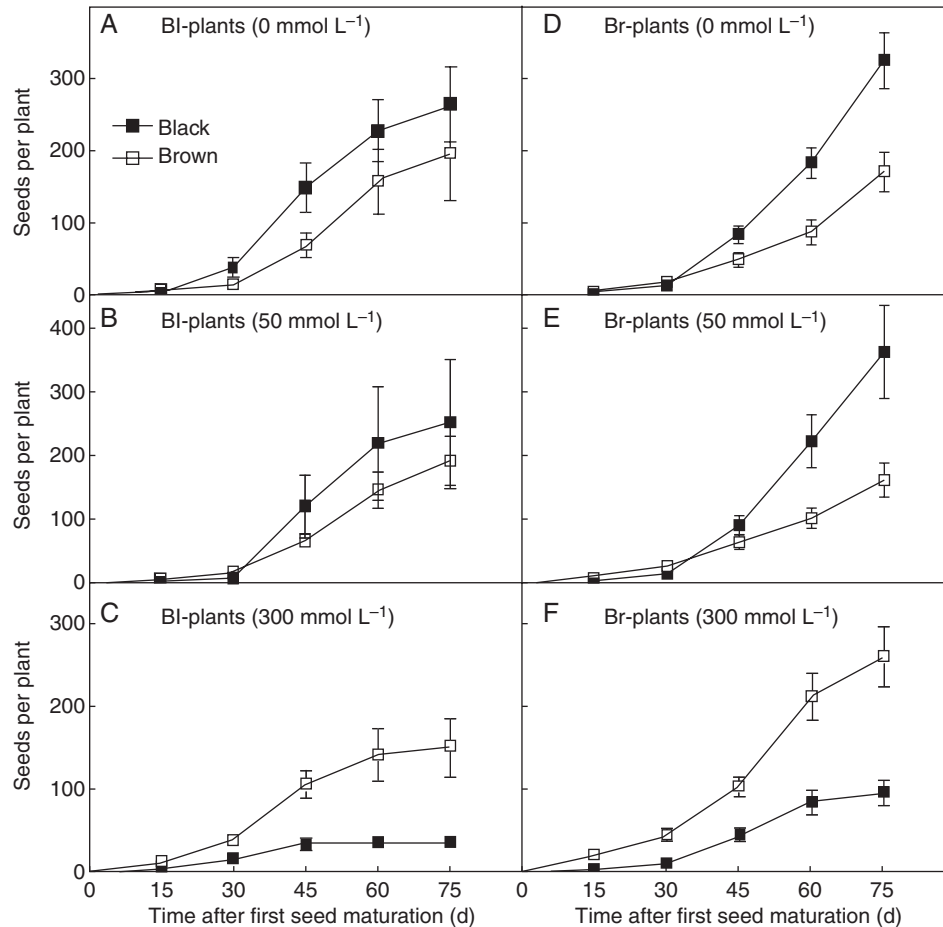 A Bl-plants (0 mmol L⁻¹)
D Br-plants (0 mmol L⁻¹)
Black
Brown
Seeds per plant
300
200
100
0
B Bl-plants (50 mmol L⁻¹)
E Br-plants (50 mmol L⁻¹)
Seeds per plant
400
300
200
100
0
C Bl-plants (300 mmol L⁻¹)
F Br-plants (300 mmol L⁻¹)
Seeds per plant
300
200
100
0
0 15 30 45 60 75
0 15 30 45 60 75
Time after first seed maturation (d)
Time after first seed maturation (d)